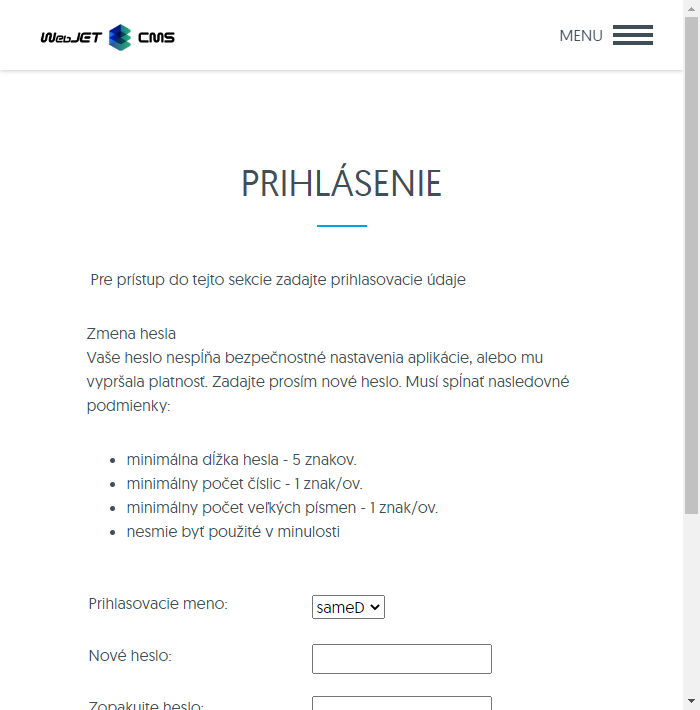 WebJET CMS
MENU
PRIHLÁSENIE
Pre prístup do tejto sekcie zadajte prihlasovacie údaje
Zmena hesla
Vaše heslo nespĺňa bezpečnostné nastavenia aplikácie, alebo mu
vypršala platnosť. Zadajte prosím nové heslo. Musí spĺnať nasledovné
podmienky:
• minimálna dĺžka hesla - 5 znakov.
• minimálny počet číslic - 1 znak/ov.
• minimálny počet veľkých písmen - 1 znak/ov.
• nesmie byť použité v minulosti
Prihlasovacie meno:
sameD
Nové heslo:
Zopakujte heslo: